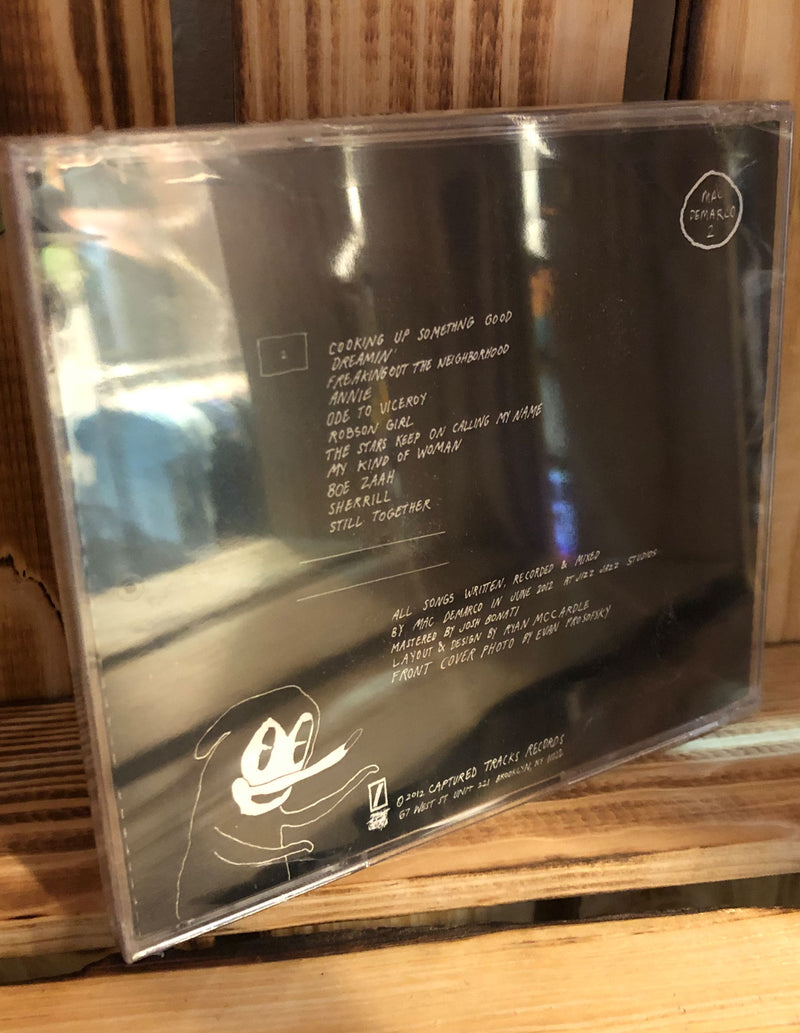 MAC
DEMARCO
2
2
COOKING UP SOMETHNG GOOD
DREAMIN'
FREAKING OUT THE NEIGHBORHOOD
ANNIE
ODE TO VICEROY
ROBSON GIRL
THE STARS KEEP ON CALLING MY NAME
MY KIND OF WOMAN
BOE ZAAH
SHERRILL
STILL TOGETHER
ALL SONGS WRITTEN, RECORDED & MIXED
BY MAC DEMARCO IN JUNE 2012 AT JIZZ JAZZ STUDIOS
MASTERED BY JOSH BONATI
LAYOUT & DESIGN BY RYAN MCCARDLE
FRONT COVER PHOTO BY EVAN PROSOFSKY
© 2012 CAPTURED TRACKS RECORDS
67 WEST ST UNIT 221 BROOKLYN, NY 11222